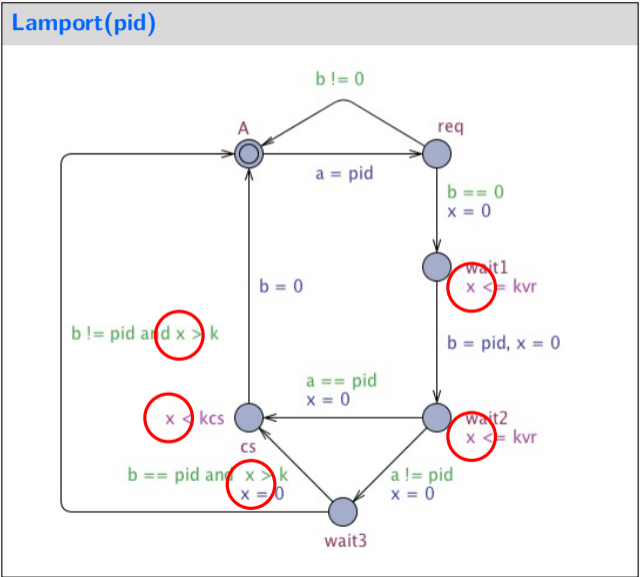 Lamport(pid)
b != 0
A
req
a = pid
b == 0
x = 0
wait1
x <= kvr
b = 0
b != pid and x > k
b = pid, x = 0
a == pid
x = 0
x < kcs
wait2
x <= kvr
cs
b == pid and x > k
x = 0
a != pid
x = 0
wait3